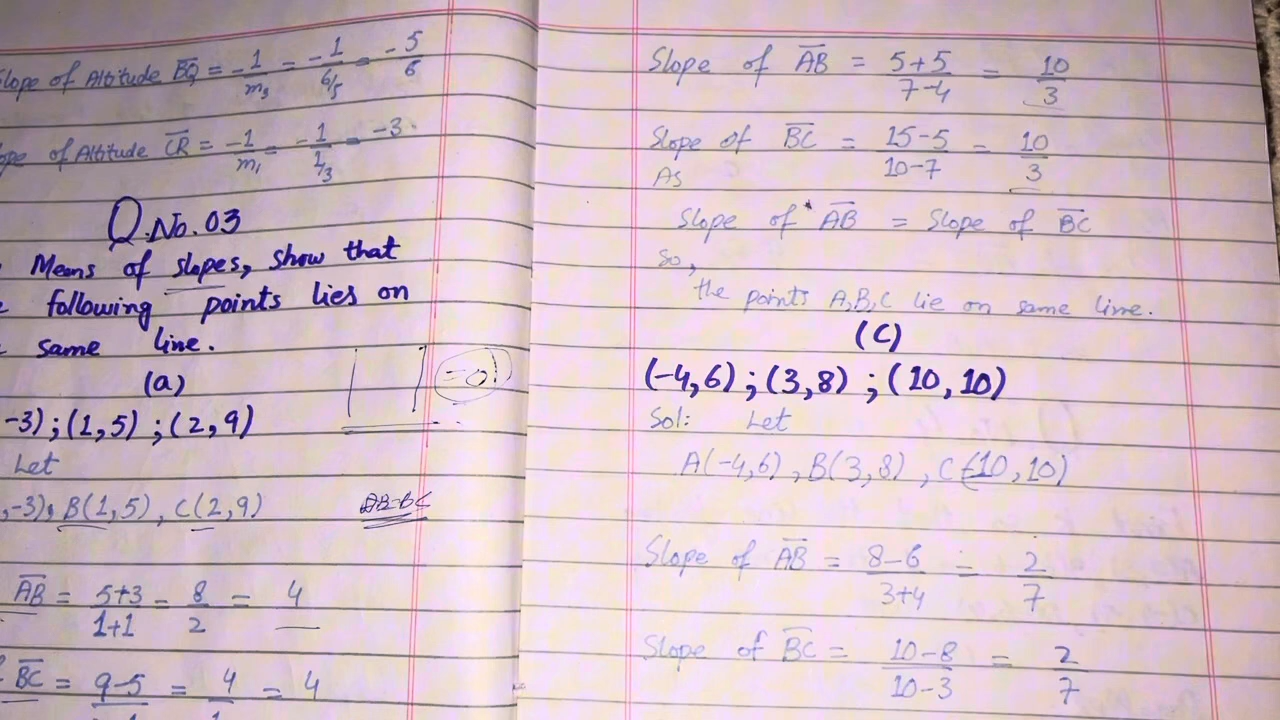 Slope of Altitude BQ = -1/m₃ = -1/6/5 = -5/6
ope of Altitude CR = -1/m₁ = -1/1/3 = -3.
Q.No.03
Means of slopes, show that
following points lies on
same line.
(a)
-3) ; (1,5) ; (2,9)
Let
,-3), B(1,5) , C(2,9)
AB = 5+3/1+1 = 8/2 = 4
BC = 9-5 = 4 = 4
= 0
AB=BC
Slope of AB = 5+5/7-4 = 10/3
Slope of BC = 15-5/10-7 = 10/3
As
Slope of AB = Slope of BC
So,
the points A,B,C lie on same line.
(C)
(-4,6) ; (3,8) ; (10,10)
Sol: Let
A(-4,6) , B(3,8) , C(10,10)
Slope of AB = 8-6/3+4 = 2/7
Slope of BC = 10-8/10-3 = 2/7